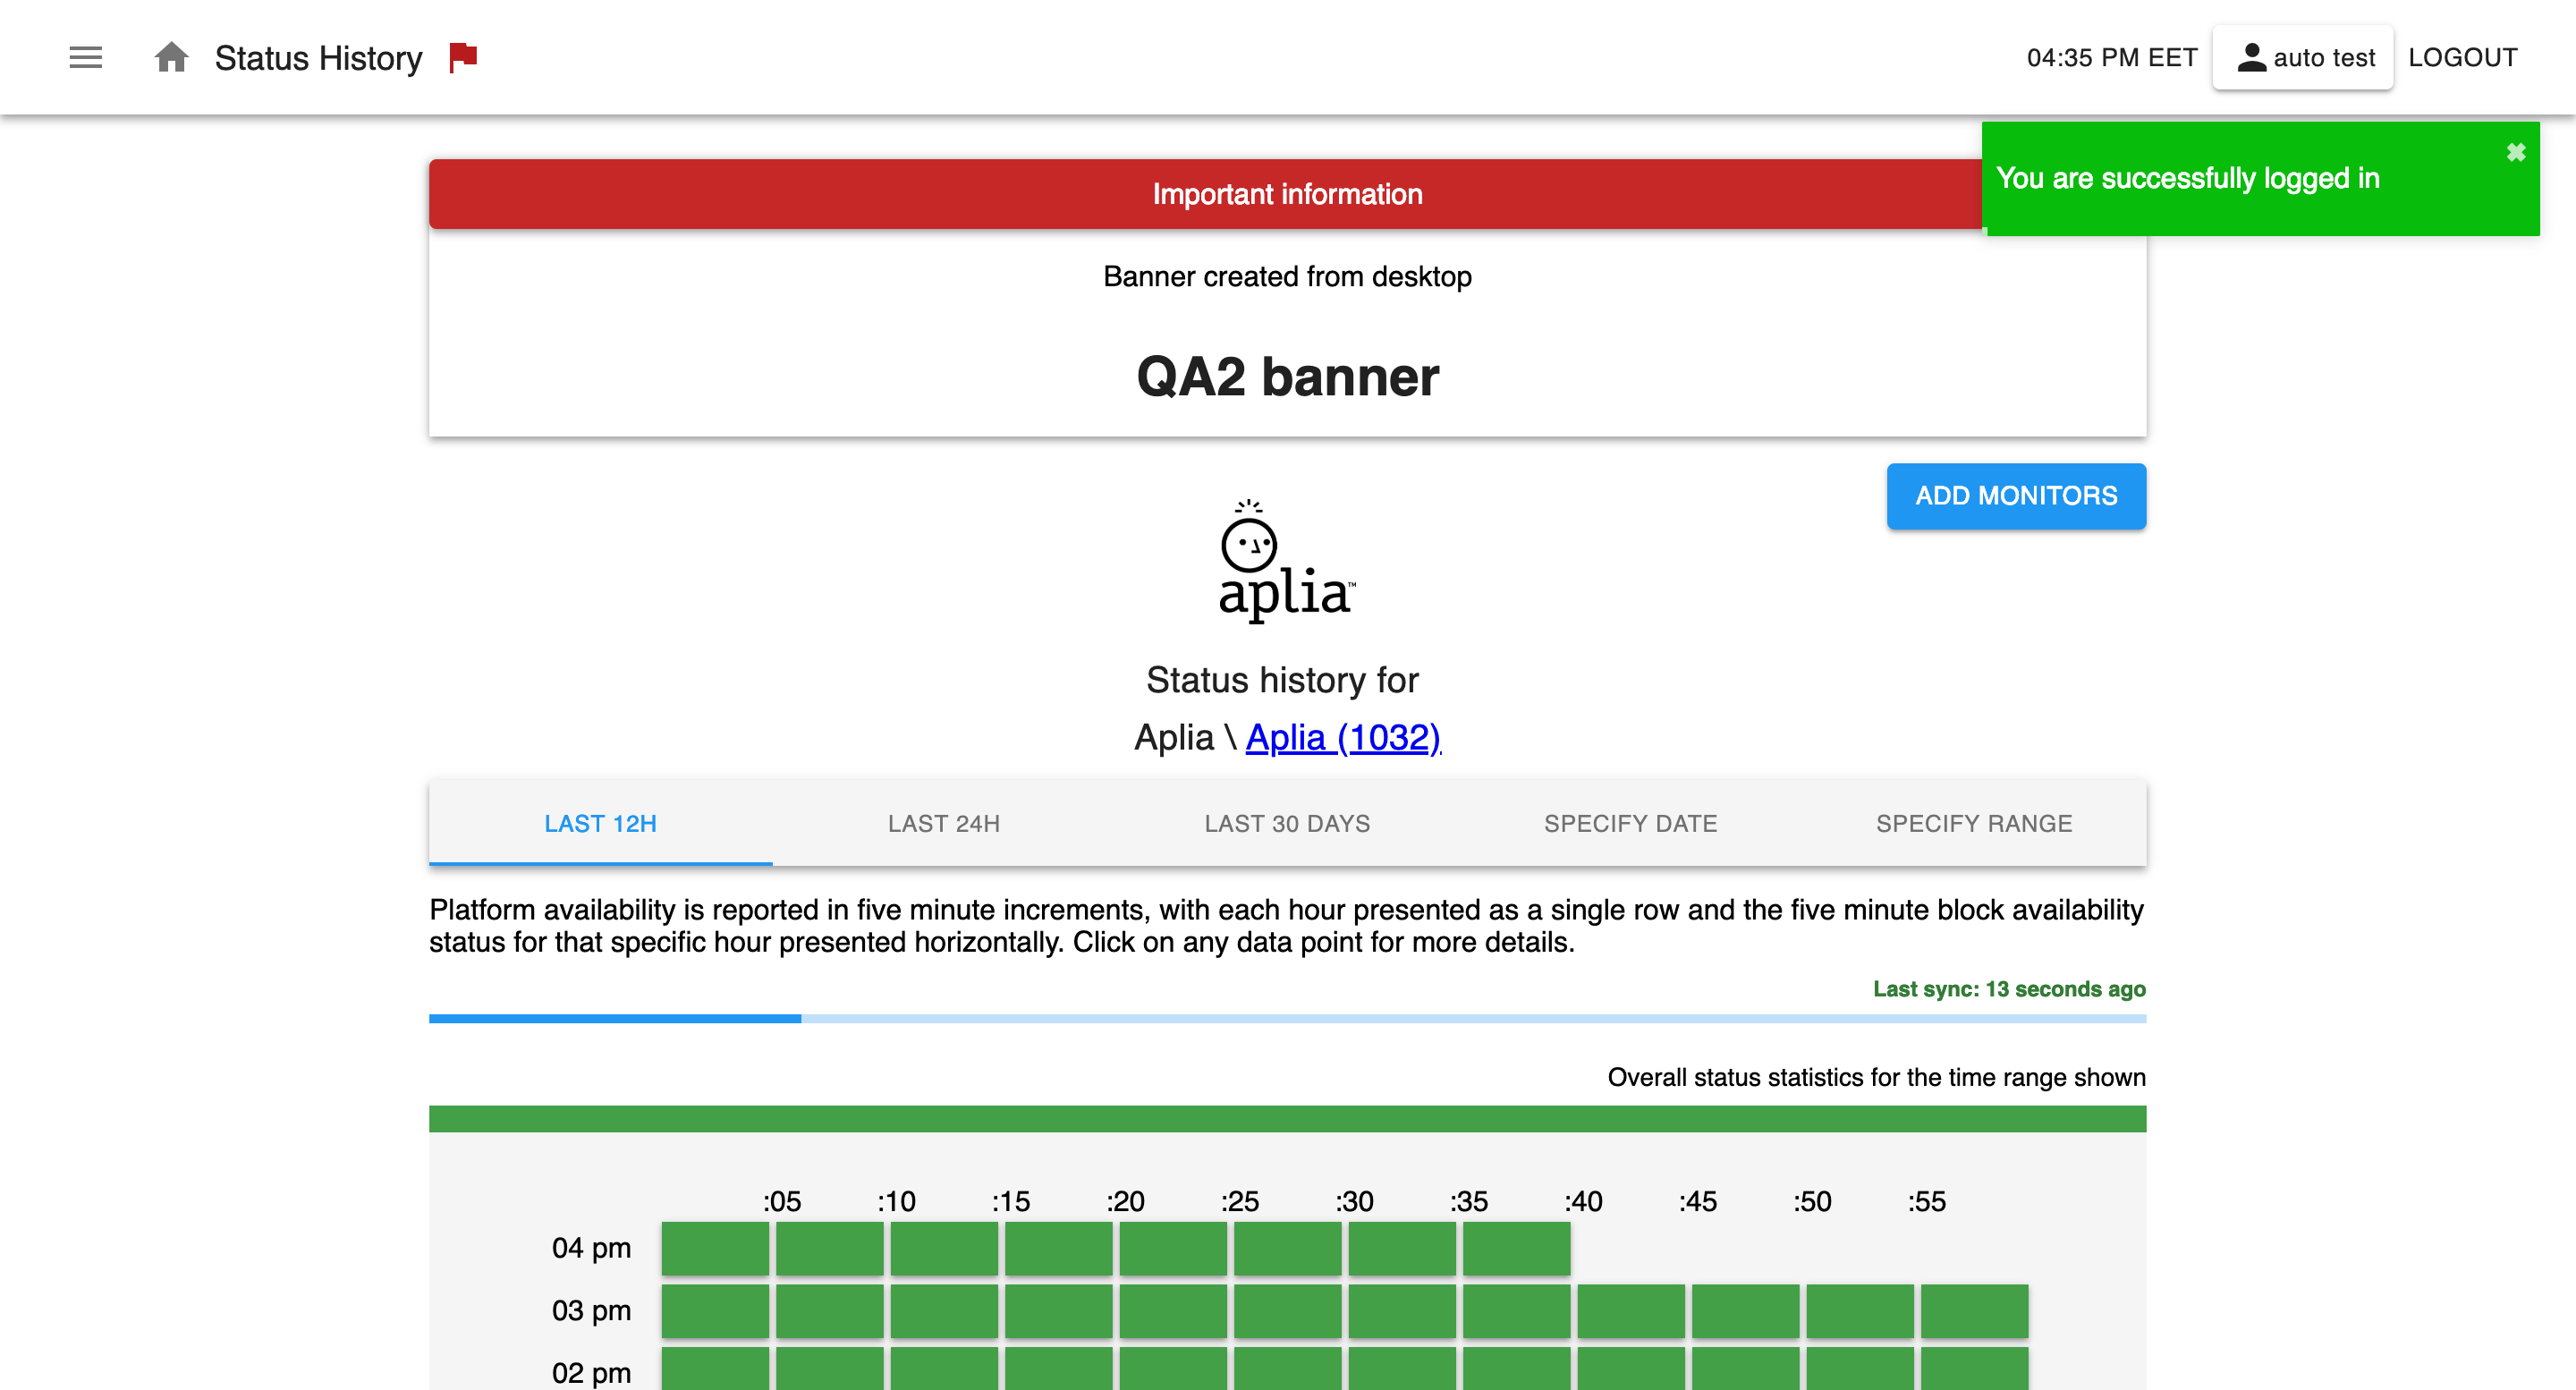 Status History
04:35 PM EET
auto test
LOGOUT
You are successfully logged in
Important information
Banner created from desktop
QA2 banner
ADD MONITORS
aplia™
Status history for
Aplia \ Aplia (1032)
LAST 12H
LAST 24H
LAST 30 DAYS
SPECIFY DATE
SPECIFY RANGE
Platform availability is reported in five minute increments, with each hour presented as a single row and the five minute block availability
status for that specific hour presented horizontally. Click on any data point for more details.
Last sync: 13 seconds ago
Overall status statistics for the time range shown
:05 :10 :15 :20 :25 :30 :35 :40 :45 :50 :55
04 pm
03 pm
02 pm